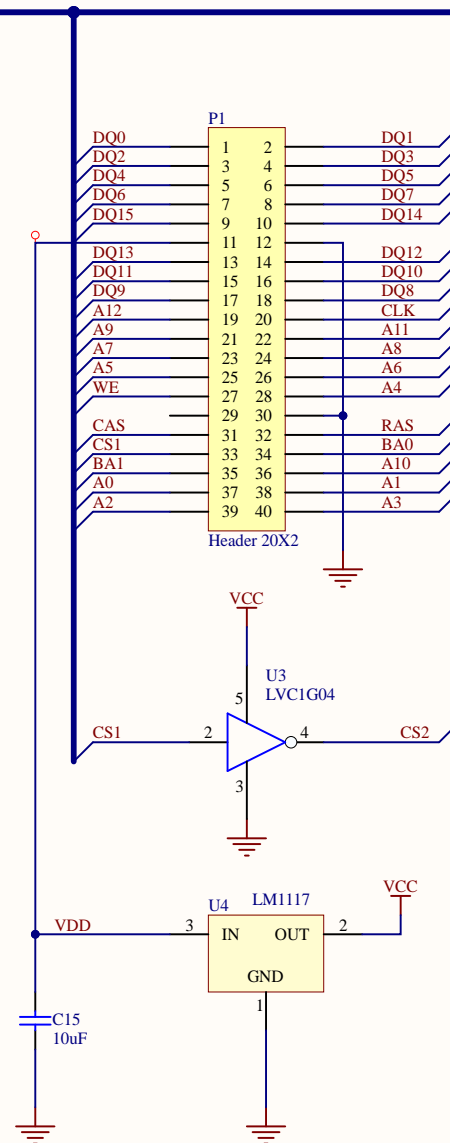 P1
DQ0 1 2 DQ1
DQ2 3 4 DQ3
DQ4 5 6 DQ5
DQ6 7 8 DQ7
DQ15 9 10 DQ14
11 12
DQ13 13 14 DQ12
DQ11 15 16 DQ10
DQ9 17 18 DQ8
A12 19 20 CLK
A9 21 22 A11
A7 23 24 A8
A5 25 26 A6
WE 27 28 A4
29 30
CAS 31 32 RAS
CS1 33 34 BA0
BA1 35 36 A10
A0 37 38 A1
A2 39 40 A3
Header 20X2
VCC
U3
LVC1G04
5
CS1 2 4 CS2
3
VCC
U4 LM1117
VDD 3 IN OUT 2
GND
1
C15
10uF